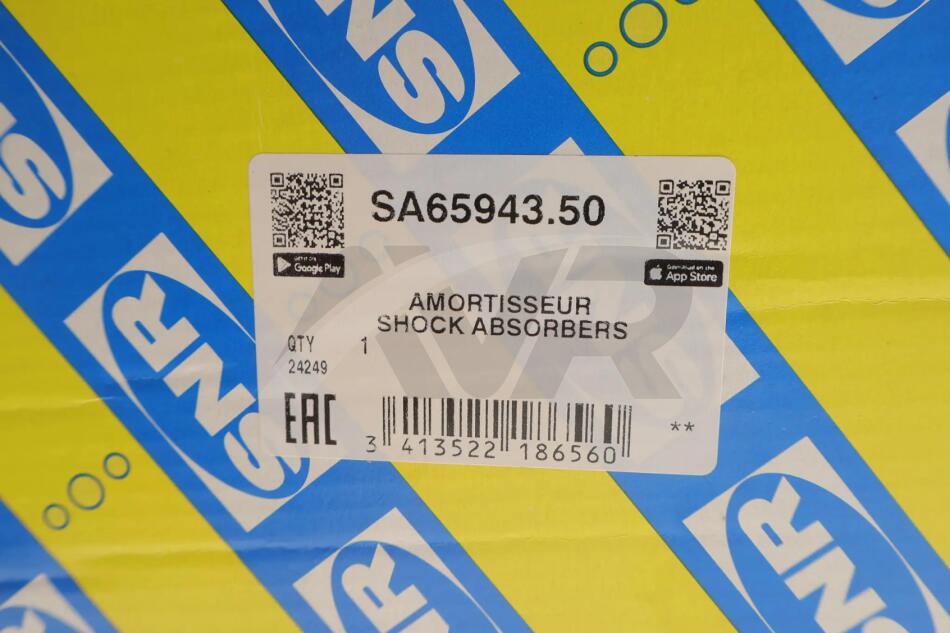 SNR
SNR
SA65943.50
GET IT ON
Google Play
Download on the
App Store
AMORTISSEUR
SHOCK ABSORBERS
QTY 1
24249
EAC
3 413522 186560
**
VR
SNR
SNR
SNR